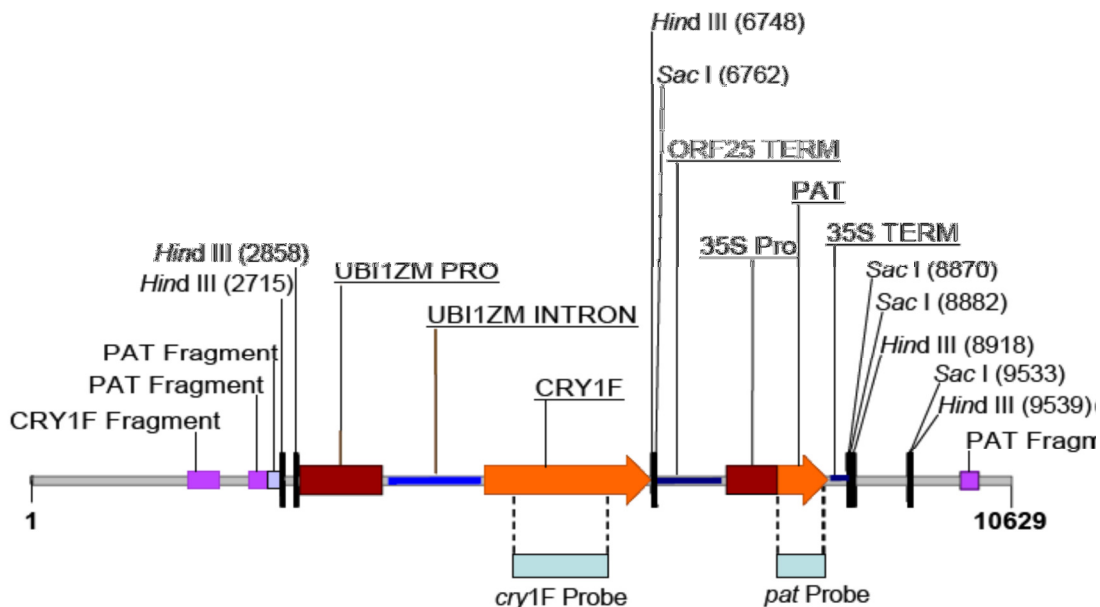 Hind III (6748)
Sac I (6762)
ORF25 TERM
PAT
Hind III (2858)
35S Pro
35S TERM
Hind III (2715)
UBI1ZM PRO
Sac I (8870)
Sac I (8882)
UBI1ZM INTRON
PAT Fragment
Hind III (8918)
PAT Fragment
CRY1F
Sac I (9533)
CRY1F Fragment
Hind III (9539)(
PAT Fragm
1
10629
cry1F Probe
pat Probe